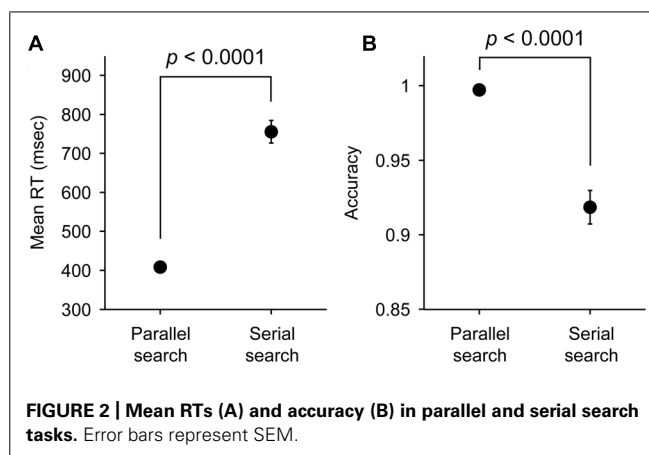 A
p < 0.0001
Mean RT (msec)
900
800
700
600
500
400
300
Parallel
search
Serial
search
B
p < 0.0001
Accuracy
1
0.95
0.9
0.85
Parallel
search
Serial
search
FIGURE 2 | Mean RTs (A) and accuracy (B) in parallel and serial search
tasks. Error bars represent SEM.